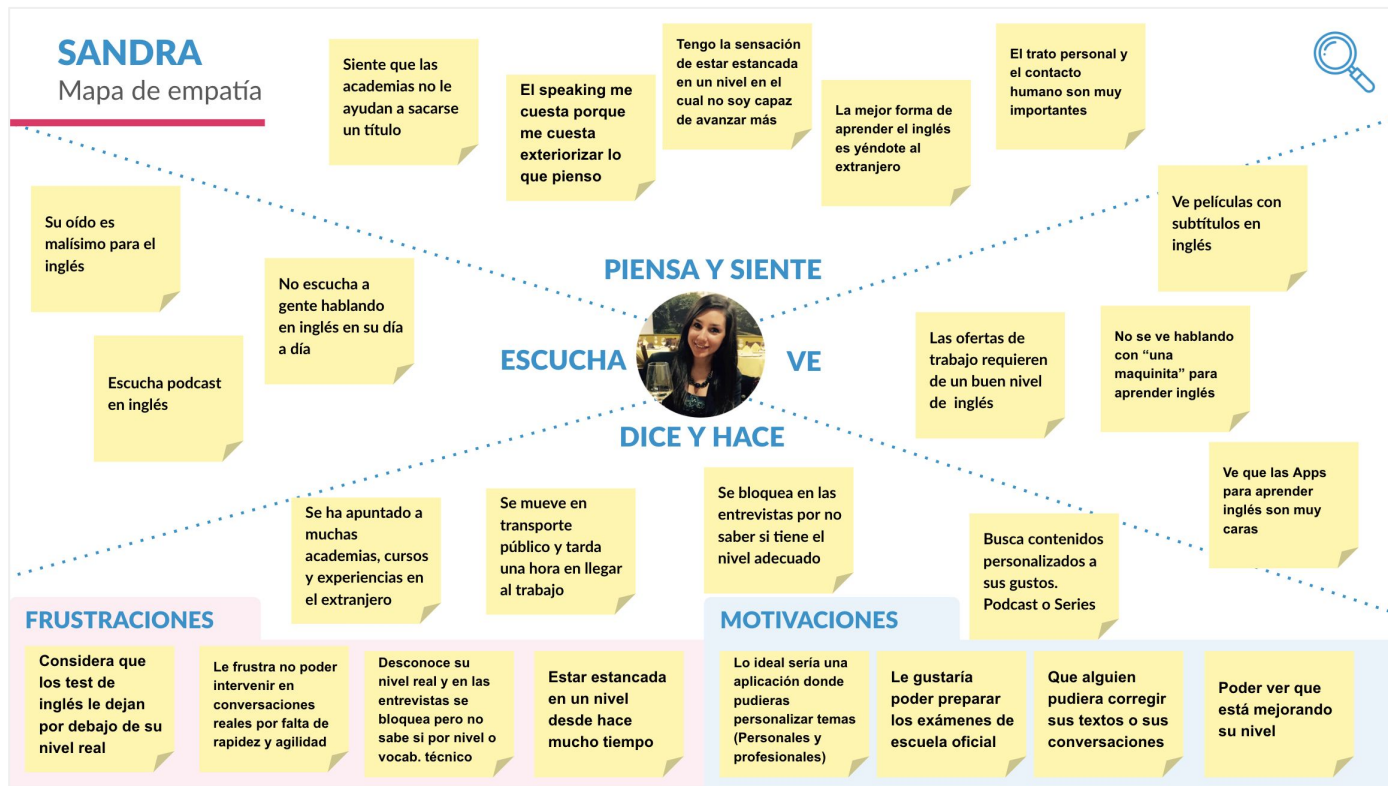 SANDRA
Mapa de empatía
Siente que las
academias no le
ayudan a sacarse
un título
El speaking me
cuesta porque
me cuesta
exteriorizar lo
que pienso
Tengo la sensación
de estar estancada
en un nivel en el
cual no soy capaz
de avanzar más
La mejor forma de
aprender el inglés
es yéndote al
extranjero
El trato personal y
el contacto
humano son muy
importantes
Su oído es
malísimo para el
inglés
No escucha a
gente hablando
en inglés en su día
a día
Escucha podcast
en inglés
PIENSA Y SIENTE
ESCUCHA
VE
DICE Y HACE
Ve películas con
subtítulos en
inglés
Las ofertas de
trabajo requieren
de un buen nivel
de inglés
No se ve hablando
con “una
maquinita” para
aprender inglés
Ve que las Apps
para aprender
inglés son muy
caras
Se ha apuntado a
muchas
academias, cursos
y experiencias en
el extranjero
Se mueve en
transporte
público y tarda
una hora en llegar
al trabajo
Se bloquea en las
entrevistas por no
saber si tiene el
nivel adecuado
Busca contenidos
personalizados a
sus gustos.
Podcast o Series
FRUSTRACIONES
Considera que
los test de
inglés le dejan
por debajo de su
nivel real
Le frustra no poder
intervenir en
conversaciones
reales por falta de
rapidez y agilidad
Desconoce su
nivel real y en las
entrevistas se
bloquea pero no
sabe si por nivel o
vocab. técnico
Estar estancada
en un nivel
desde hace
mucho tiempo
MOTIVACIONES
Lo ideal sería una
aplicación donde
pudieras
personalizar temas
(Personales y
profesionales)
Le gustaría
poder preparar
los exámenes de
escuela oficial
Que alguien
pudiera corregir
sus textos o sus
conversaciones
Poder ver que
está mejorando
su nivel